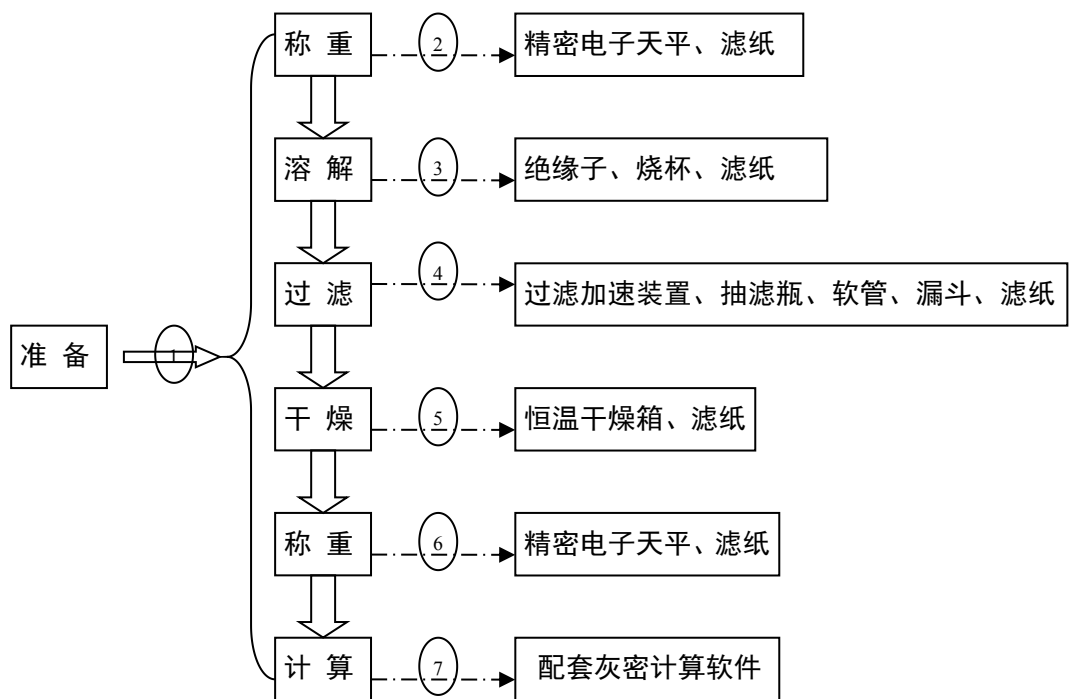 称 重
2
精密电子天平、滤纸
溶 解
3
绝缘子、烧杯、滤纸
过 滤
4
过滤加速装置、抽滤瓶、软管、漏斗、滤纸
准 备
1
干 燥
5
恒温干燥箱、滤纸
称 重
6
精密电子天平、滤纸
计 算
7
配套灰密计算软件